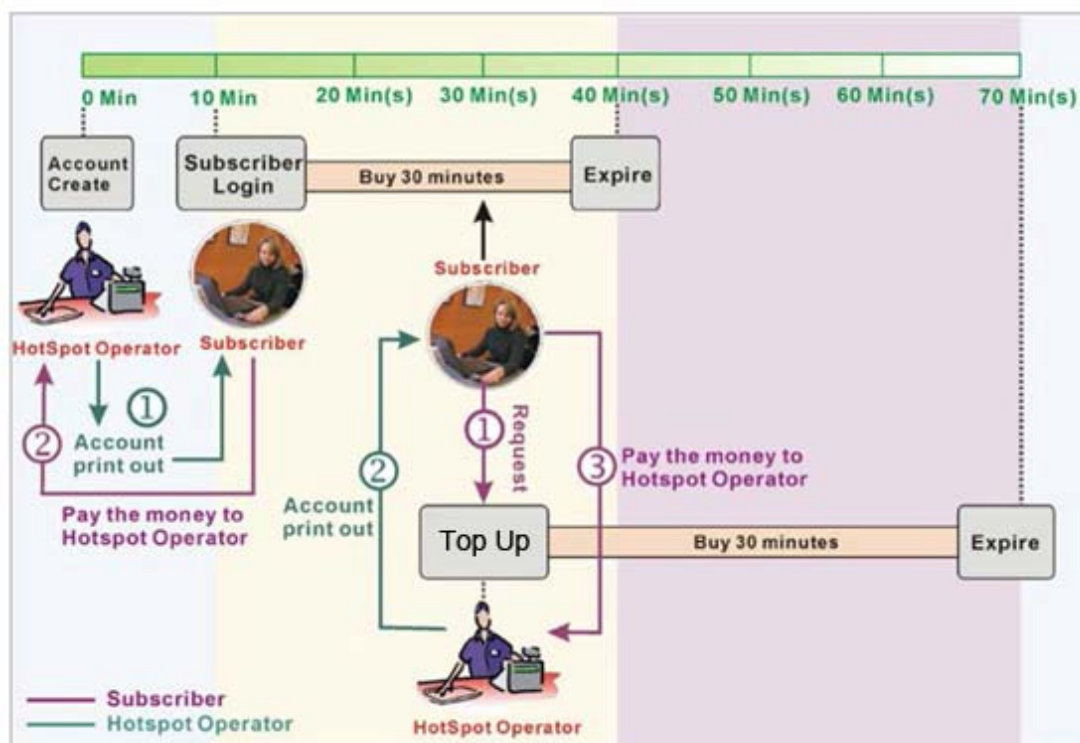 0 Min
10 Min
20 Min(s)
30 Min(s)
40 Min(s)
50 Min(s)
60 Min(s)
70 Min(s)
Account
Create
Subscriber
Login
Buy 30 minutes
Expire
Subscriber
HotSpot Operator
Subscriber
1
2
Account
print out
Pay the money to
Hotspot Operator
1
Request
2
Account
print out
3
Pay the money to
Hotspot Operator
Top Up
Buy 30 minutes
Expire
Subscriber
Hotspot Operator
HotSpot Operator